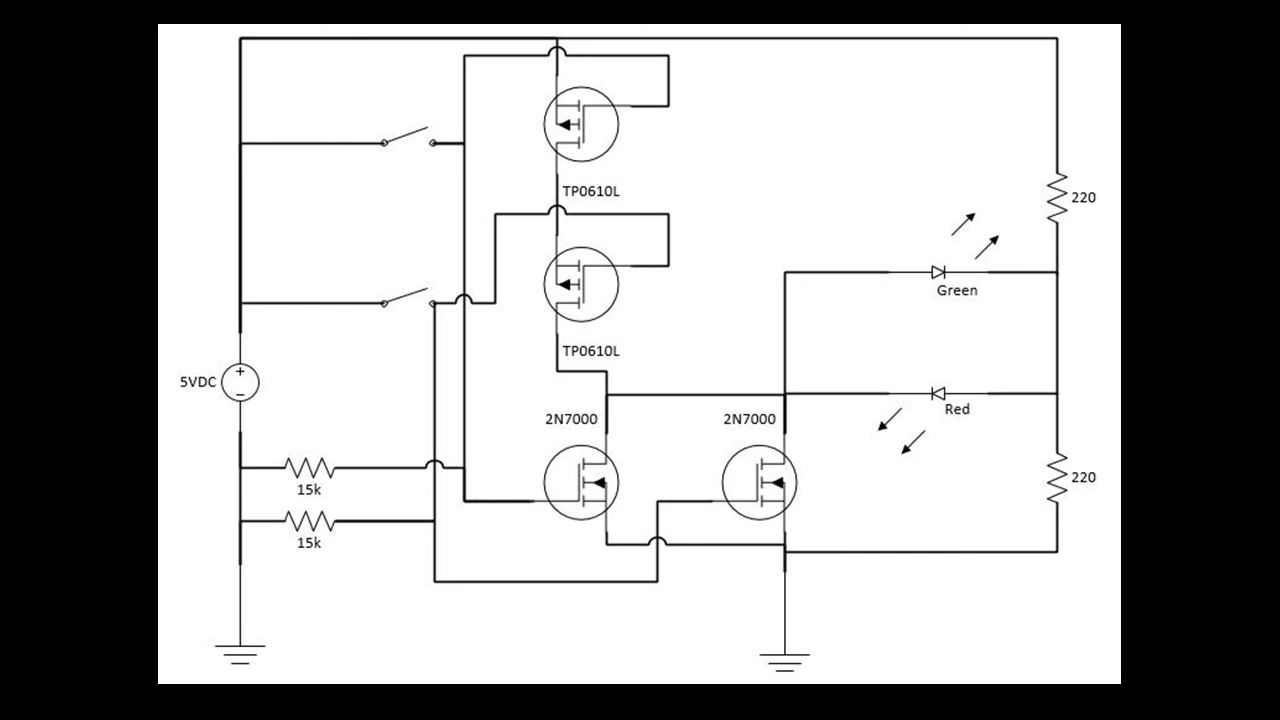 TP0610L
220
Green
TP0610L
5VDC
+
−
2N7000
2N7000
Red
15k
220
15k